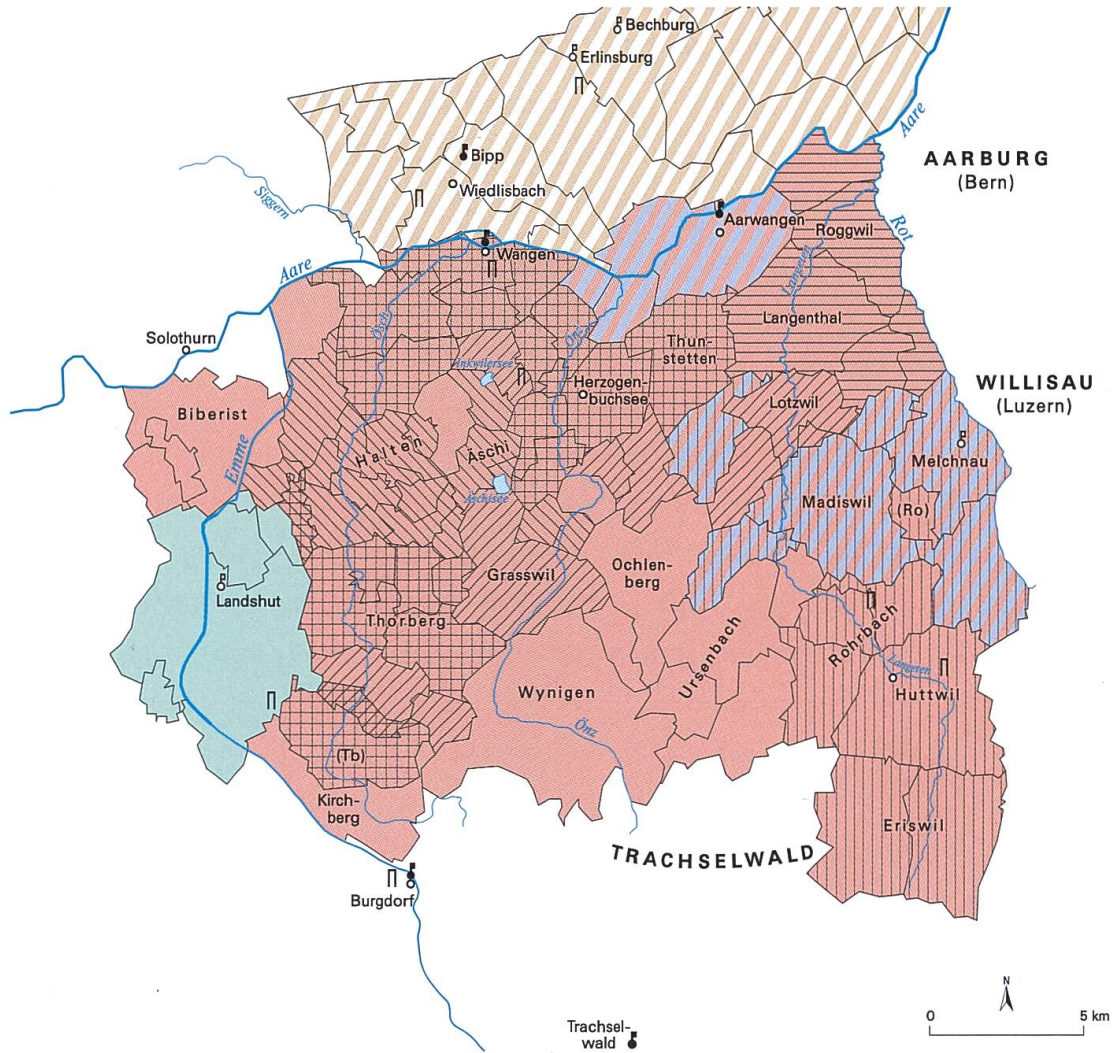 Bechburg
Erlinsburg
Aare
AARBURG
(Bern)
Bipp
Wiedlisbach
Siggern
Aarwangen
Roggwil
Rot
Wangen
Aare
Langeten
Ösch
Langenthal
Solothurn
Önz
Thun-
stetten
Inkwilersee
WILLISAU
(Luzern)
Herzogen-
buchsee
Lotzwil
Biberist
Halten
Äschi
Emme
Melchnau
Äschisee
Madiswil
(Ro)
Ochlen-
berg
Grasswil
Landshut
Thorberg
Ursenbach
Rohrbach
Langeten
Huttwil
Wynigen
Önz
(Tb)
Kirch-
berg
Eriswil
TRACHSELWALD
Burgdorf
N
0 5 km
Trachsel-
wald